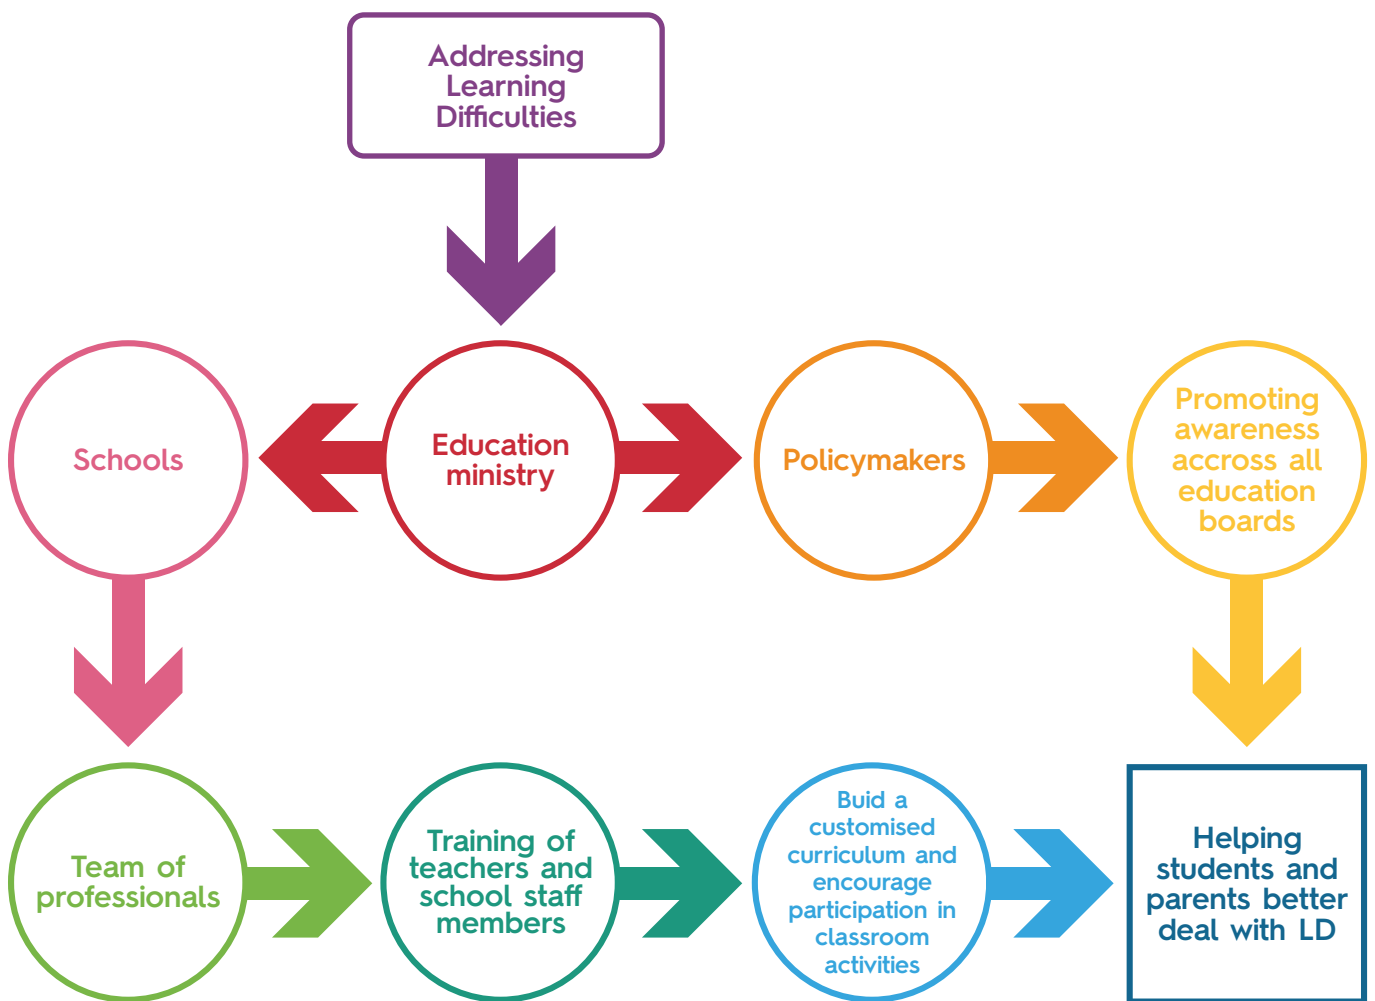 Addressing
Learning
Difficulties
Schools
Education
ministry
Policymakers
Promoting
awareness
accross all
education
boards
Team of
professionals
Training of
teachers and
school staff
members
Buid a
customised
curriculum and
encourage
participation in
classroom
activities
Helping
students and
parents better
deal with LD